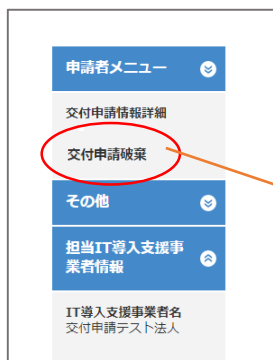 申請者メニュー
交付申請情報詳細
交付申請破棄
その他
担当IT導入支援事
業者情報
IT導入支援事業者名
交付申請テスト法人